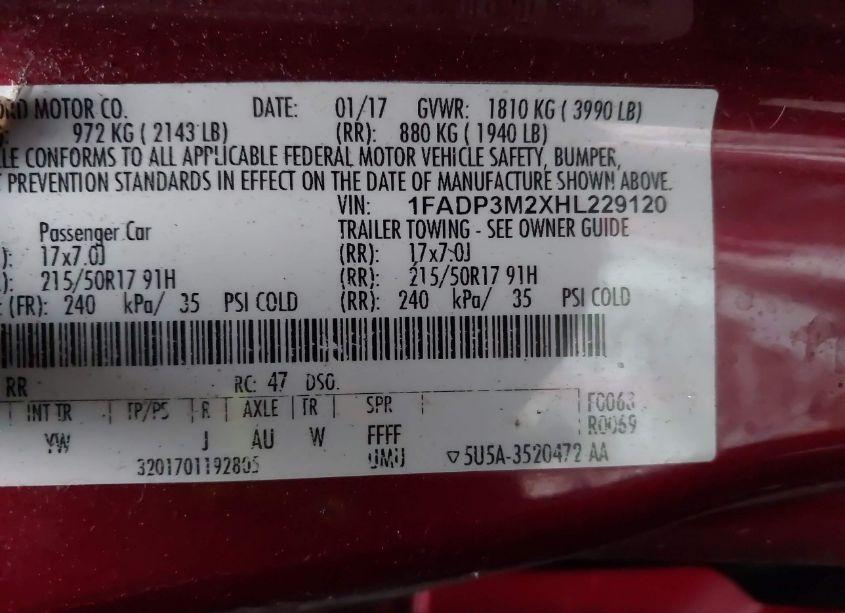 MOTOR CO. DATE: 01/17 GVWR: 1810 KG ( 3990 LB)
972 KG ( 2143 LB) (RR): 880 KG ( 1940 LB)
CONFORMS TO ALL APPLICABLE FEDERAL MOTOR VEHICLE SAFETY, BUMPER,
PREVENTION STANDARDS IN EFFECT ON THE DATE OF MANUFACTURE SHOWN ABOVE.
VIN: 1FADP3M2XHL229120
Passenger Car TRAILER TOWING - SEE OWNER GUIDE
17x7.0J (RR): 17x7.0J
215/50R17 91H (RR): 215/50R17 91H
(FR): 240 kPa/ 35 PSI COLD (RR): 240 kPa/ 35 PSI COLD
RR RC: 47 DSO:
INT TR TP/PS R AXLE TR SPR F0063
YW J AU W FFFF R0069
3201701192805 UMU ▽5U5A-3520472 AA